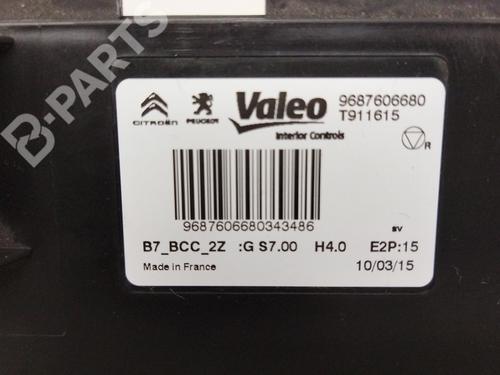 B-PARTS
CITROËN
PEUGEOT
Valeo
Interior Controls
9687606680
T911615
R
9687606680343486
sv
B7_BCC_2Z :G S7.00 H4.0 E2P:15
Made in France
10/03/15